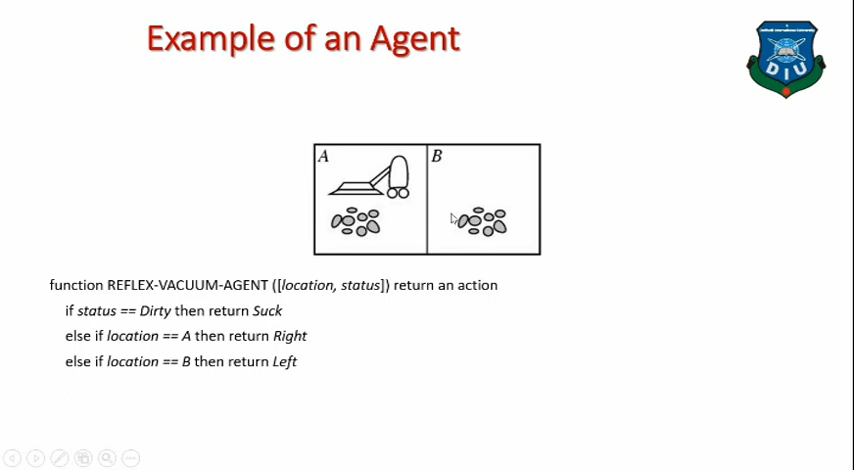 Example of an Agent
DIU
A
B
function REFLEX-VACUUM-AGENT ([location, status]) return an action
if status == Dirty then return Suck
else if location == A then return Right
else if location == B then return Left